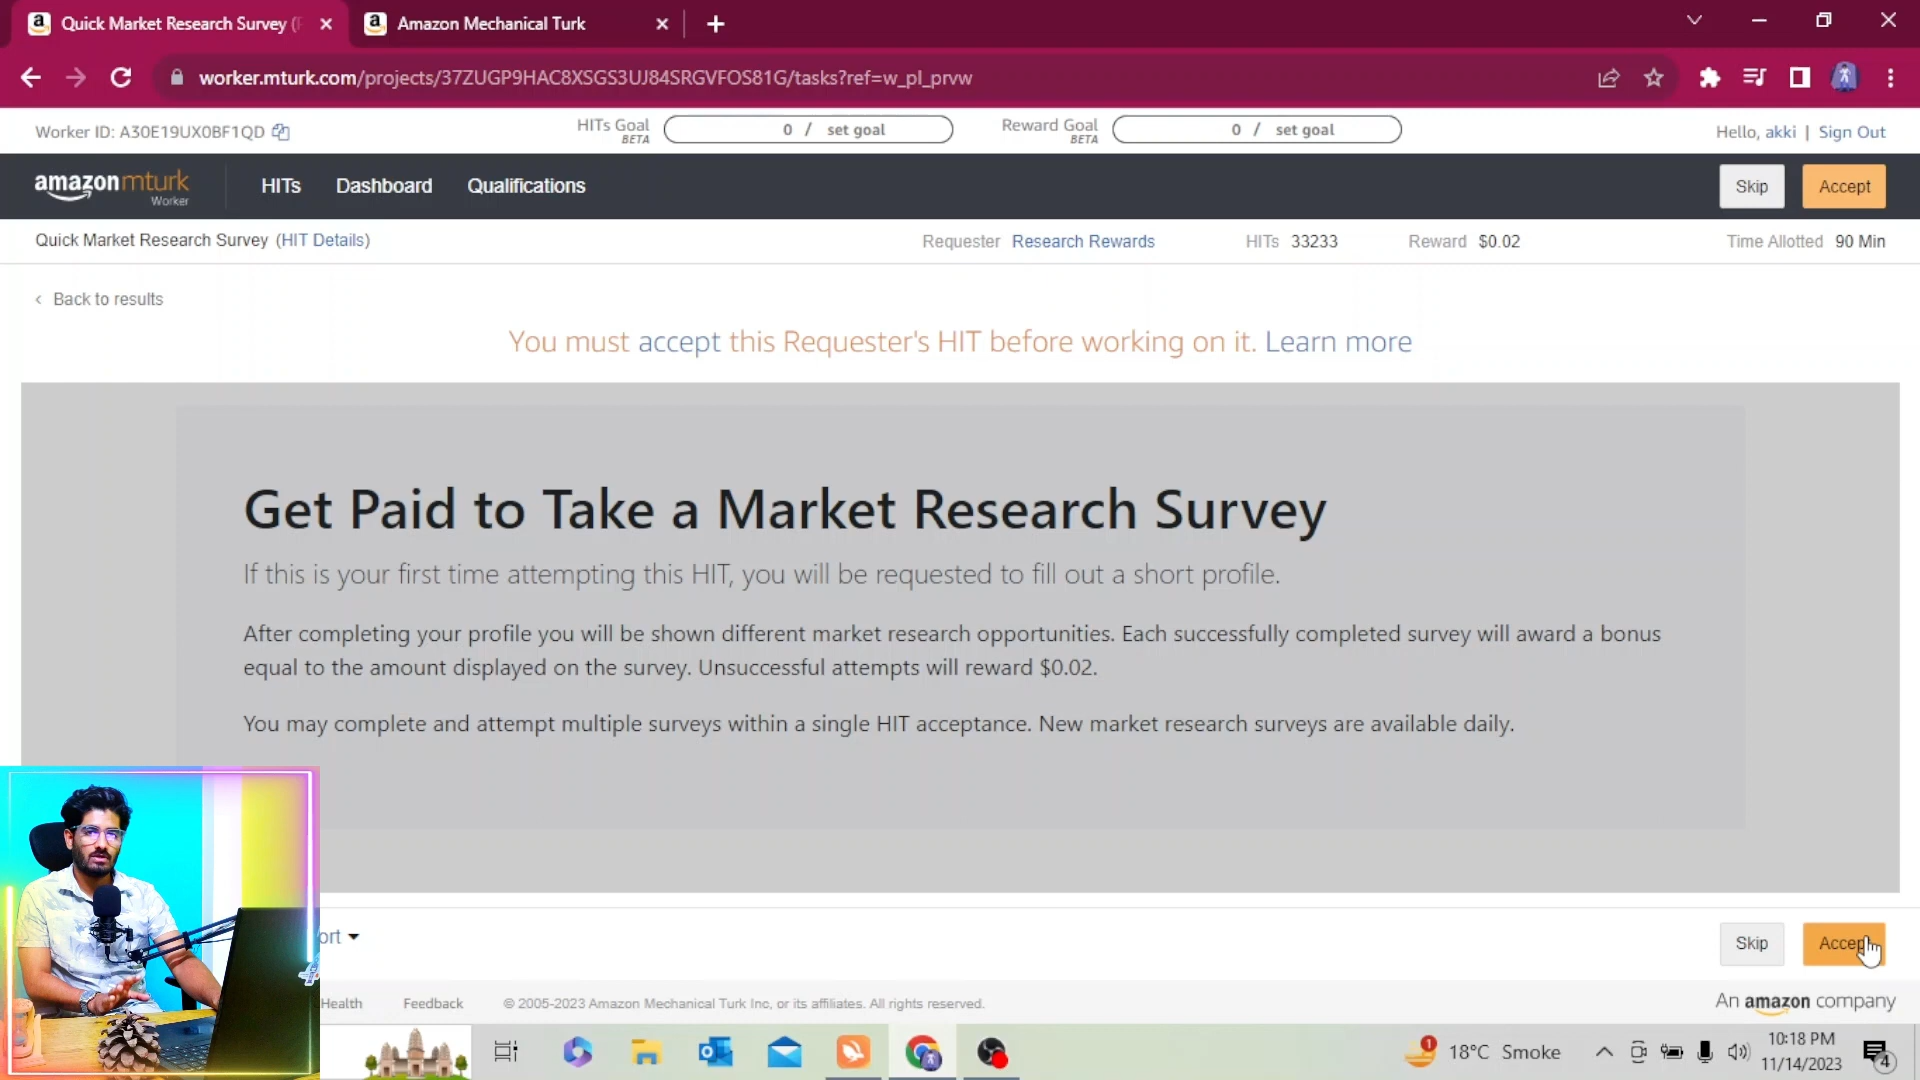 Quick Market Research Survey (
Amazon Mechanical Turk
worker.mturk.com/projects/37ZUGP9HAC8XSGS3UJ84SRGVFOS81G/tasks?ref=w_pl_prvw
Worker ID: A30E19UX0BF1QD
HITs Goal
BETA
0 / set goal
Reward Goal
BETA
0 / set goal
Hello, akki | Sign Out
amazonmturk
Worker
HITs
Dashboard
Qualifications
Skip
Accept
Quick Market Research Survey (HIT Details)
Requester Research Rewards
HITs 33233
Reward $0.02
Time Allotted 90 Min
Back to results
You must accept this Requester's HIT before working on it. Learn more
Get Paid to Take a Market Research Survey
If this is your first time attempting this HIT, you will be requested to fill out a short profile.
After completing your profile you will be shown different market research opportunities. Each successfully completed survey will award a bonus
equal to the amount displayed on the survey. Unsuccessful attempts will reward $0.02.
You may complete and attempt multiple surveys within a single HIT acceptance. New market research surveys are available daily.
ort
Skip
Accep
Health
Feedback
© 2005-2023 Amazon Mechanical Turk Inc, or its affiliates. All rights reserved.
An amazon company
1
18°C Smoke
10:18 PM
11/14/2023
4